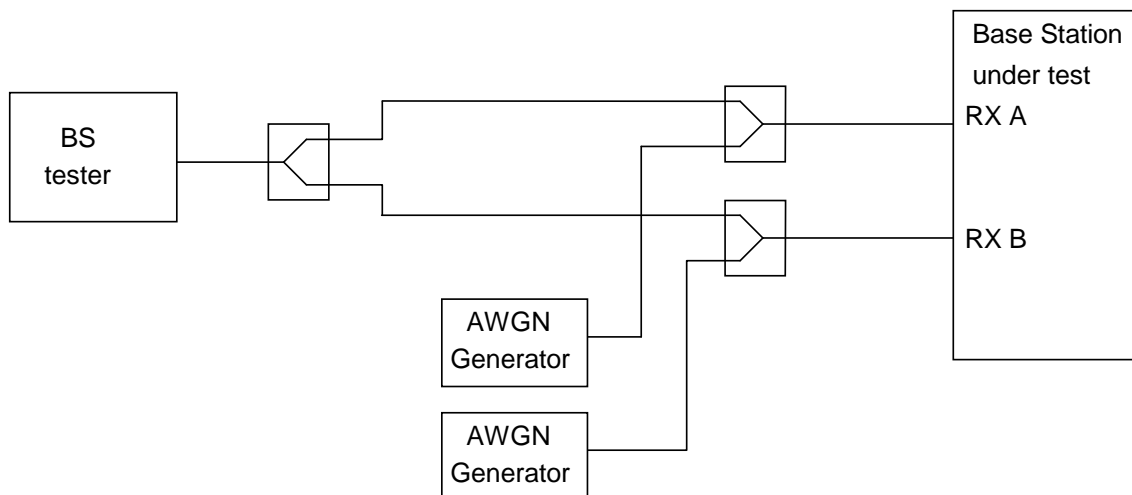 BS
tester
Base Station
under test
RX A
RX B
AWGN
Generator
AWGN
Generator